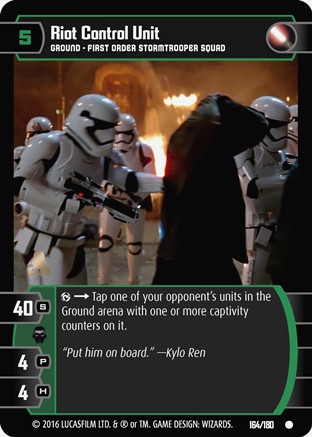 5
Riot Control Unit
GROUND - FIRST ORDER STORMTROOPER SQUAD
40 S
4 P
4 H
→ Tap one of your opponent's units in the
Ground arena with one or more captivity
counters on it.
“Put him on board.” —Kylo Ren
© 2016 LUCASFILM LTD. & ® or TM. GAME DESIGN: WIZARDS.
164/180